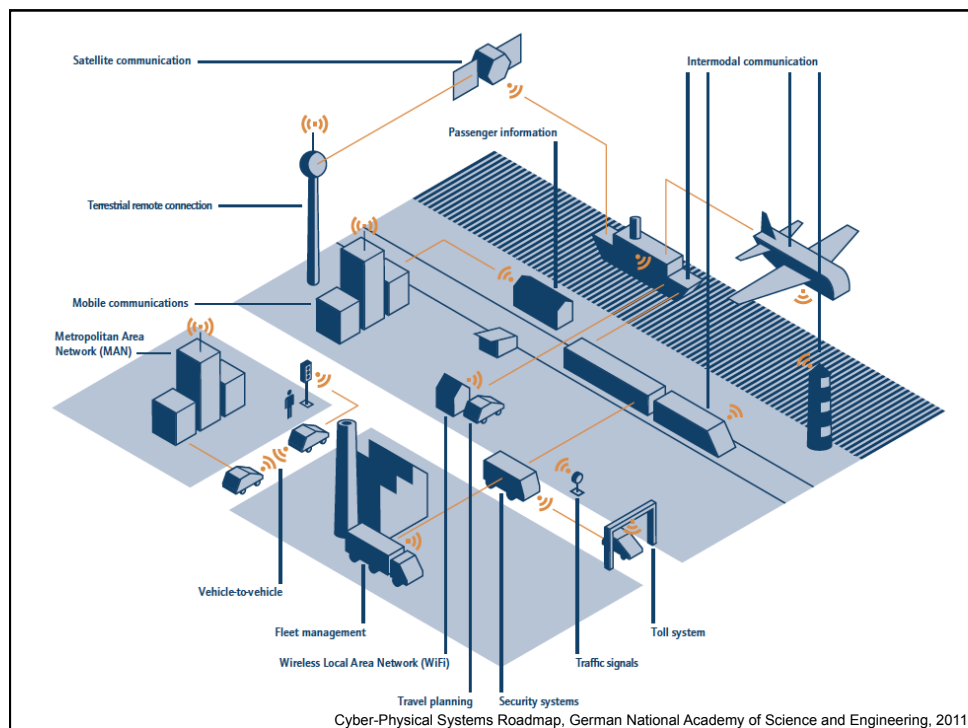 Satellite communication
Intermodal communication
Passenger information
Terrestrial remote connection
Mobile communications
Metropolitan Area
Network (MAN)
Vehicle-to-vehicle
Fleet management
Toll system
Wireless Local Area Network (WiFi)
Traffic signals
Travel planning
Security systems
Cyber-Physical Systems Roadmap, German National Academy of Science and Engineering, 2011